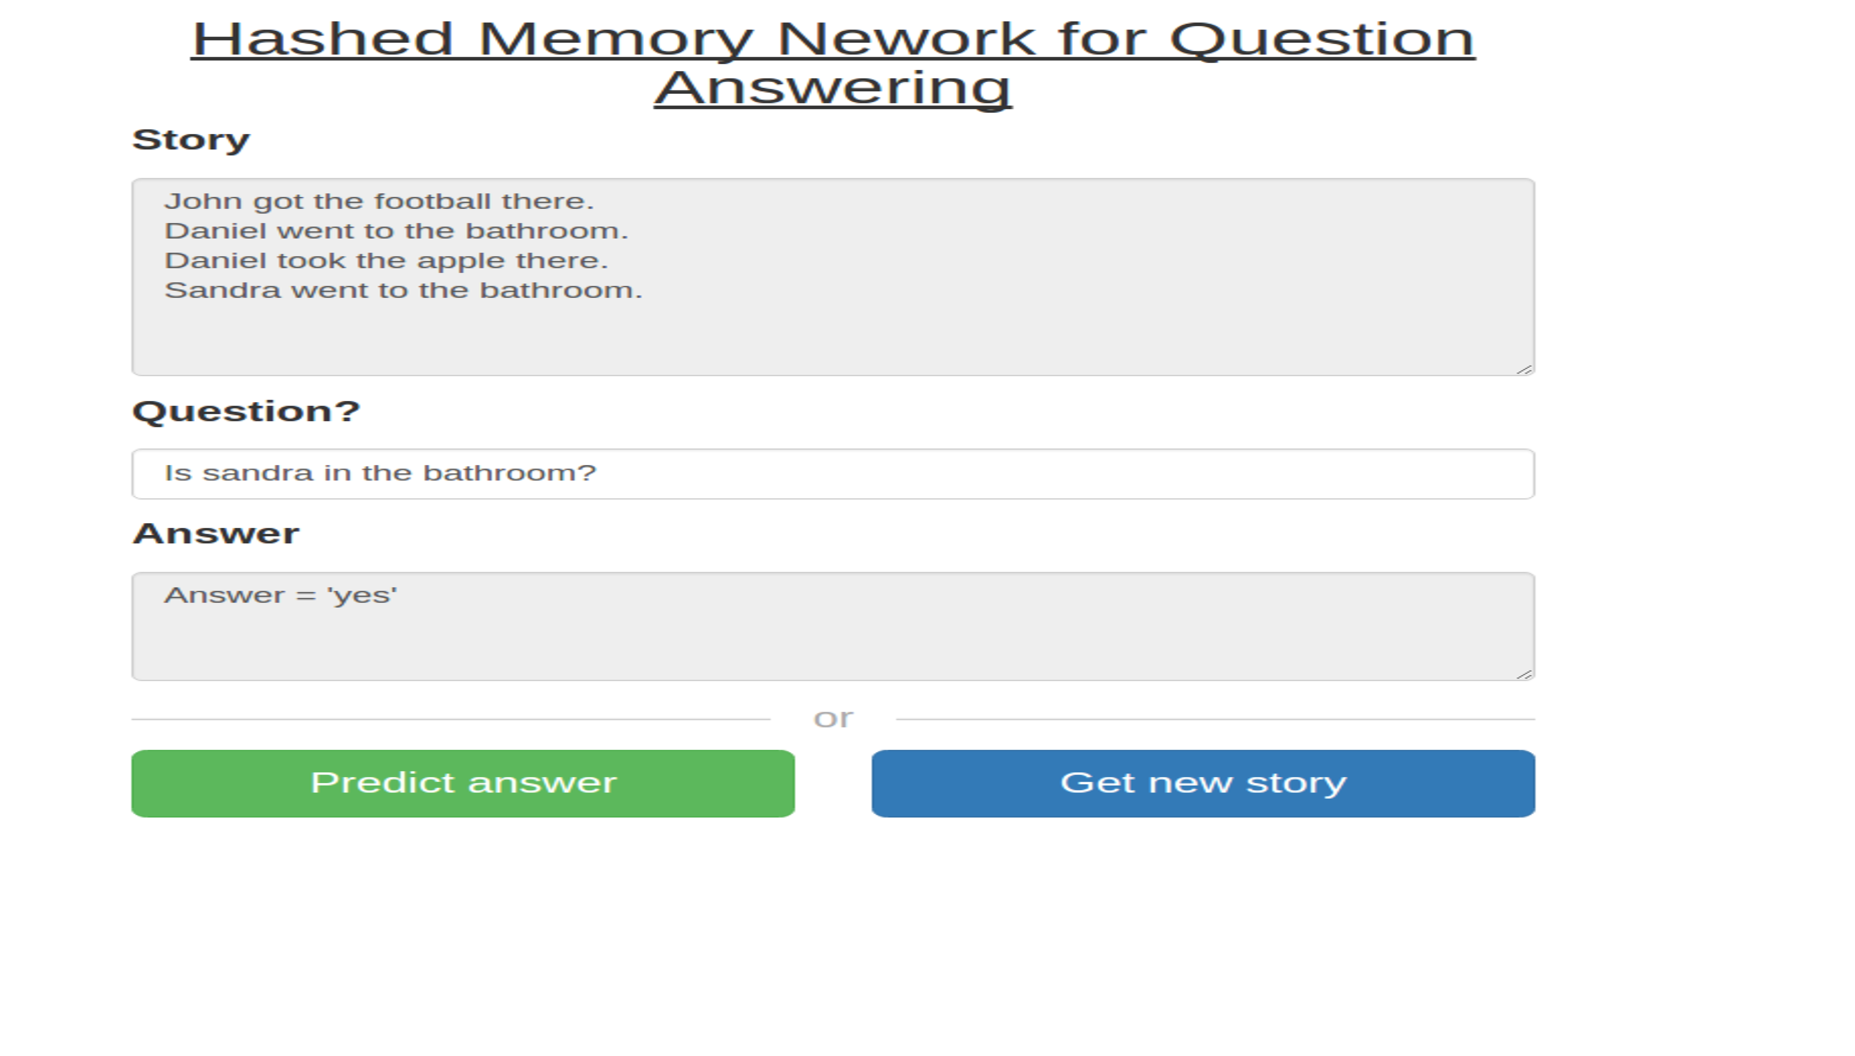 Hashed Memory Nework for Question
Answering
Story
John got the football there.
Daniel went to the bathroom.
Daniel took the apple there.
Sandra went to the bathroom.
Question?
Is sandra in the bathroom?
Answer
Answer = 'yes'
or
Predict answer
Get new story